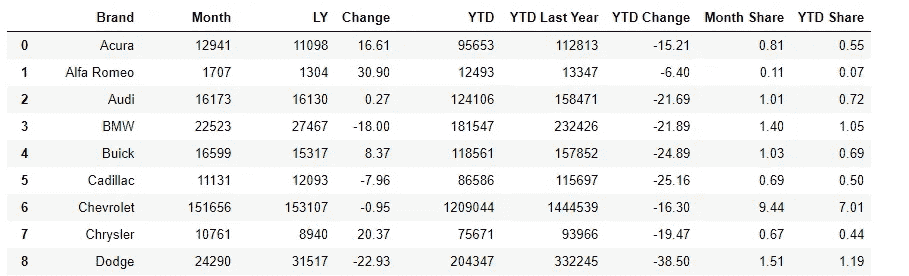 Brand Month LY Change YTD YTD Last Year YTD Change Month Share YTD Share
0 Acura 12941 11098 16.61 95653 112813 -15.21 0.81 0.55
1 Alfa Romeo 1707 1304 30.90 12493 13347 -6.40 0.11 0.07
2 Audi 16173 16130 0.27 124106 158471 -21.69 1.01 0.72
3 BMW 22523 27467 -18.00 181547 232426 -21.89 1.40 1.05
4 Buick 16599 15317 8.37 118561 157852 -24.89 1.03 0.69
5 Cadillac 11131 12093 -7.96 86586 115697 -25.16 0.69 0.50
6 Chevrolet 151656 153107 -0.95 1209044 1444539 -16.30 9.44 7.01
7 Chrysler 10761 8940 20.37 75671 93966 -19.47 0.67 0.44
8 Dodge 24290 31517 -22.93 204347 332245 -38.50 1.51 1.19